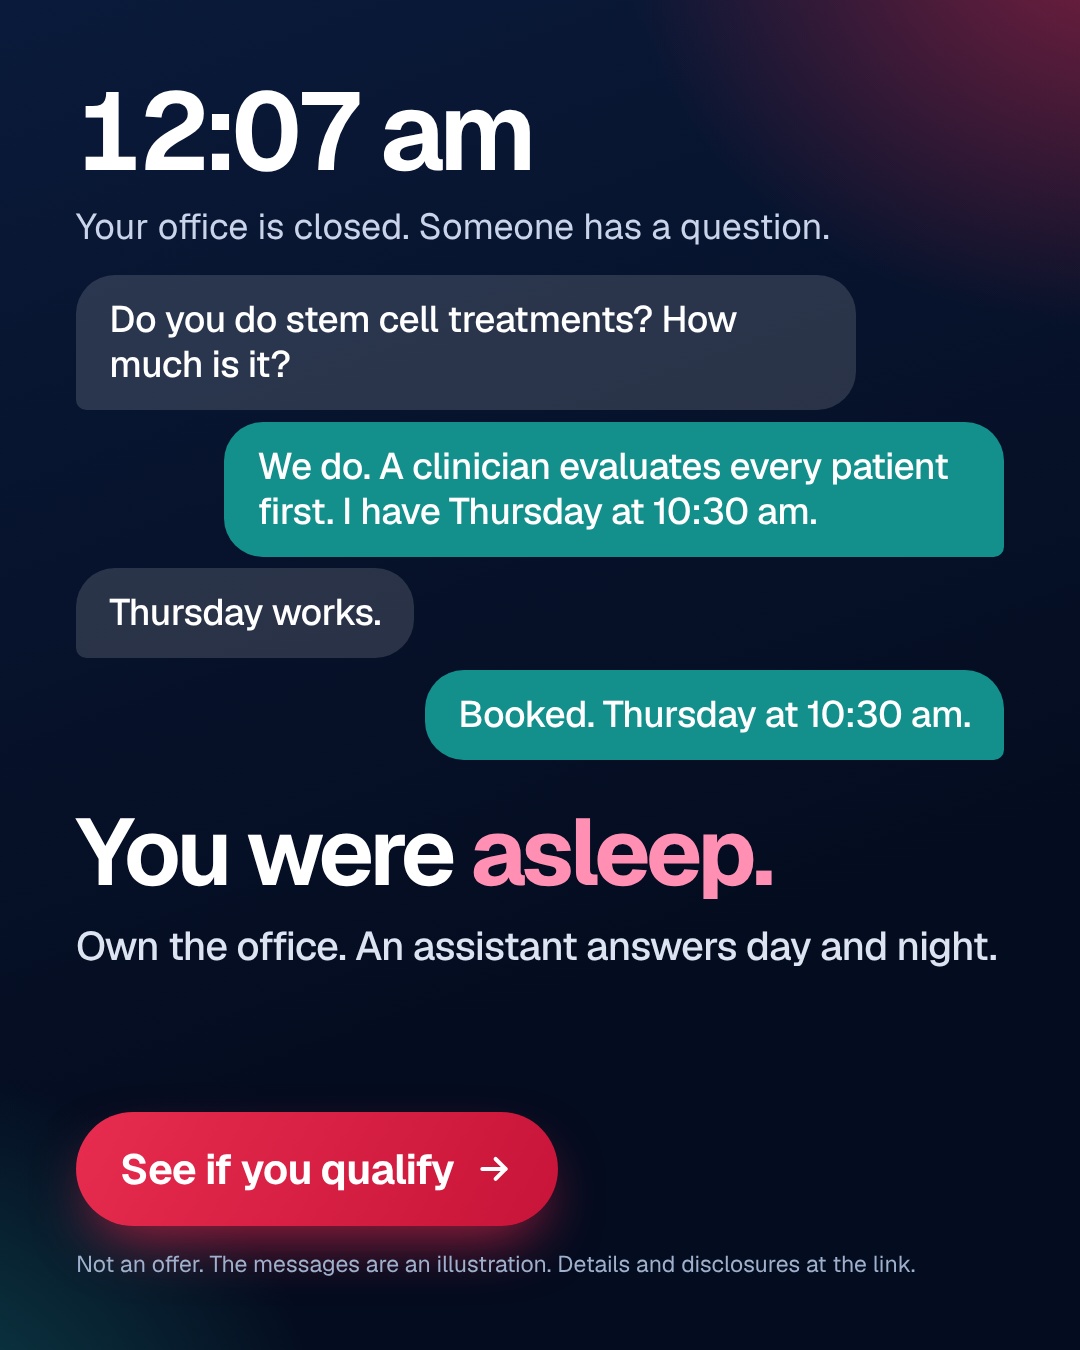 12:07 am
Your office is closed. Someone has a question.
Do you do stem cell treatments? How
much is it?
We do. A clinician evaluates every patient
first. I have Thursday at 10:30 am.
Thursday works.
Booked. Thursday at 10:30 am.
You were asleep.
Own the office. An assistant answers day and night.
See if you qualify →
Not an offer. The messages are an illustration. Details and disclosures at the link.